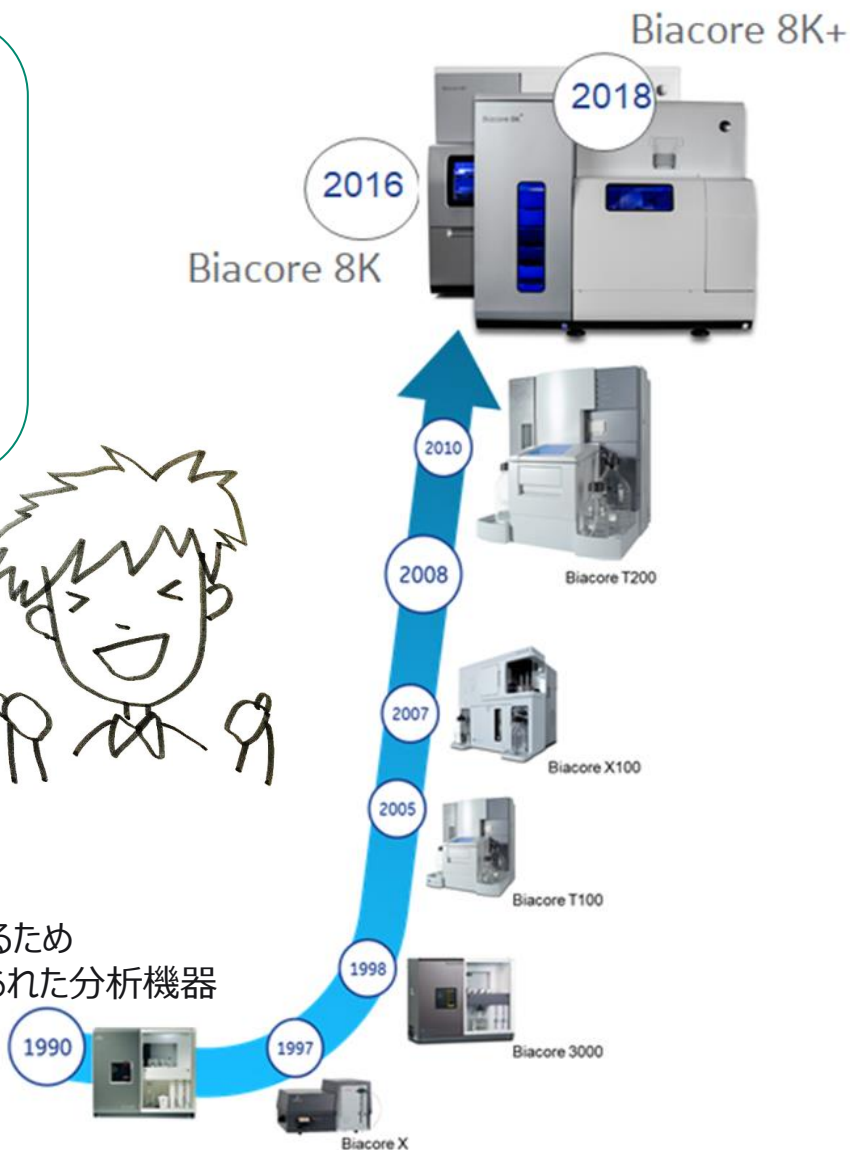 Biacore 8K+
2018
2016
Biacore 8K
2010
Biacore T200
2008
2007
Biacore X100
2005
Biacore T100
るため
られた分析機器
1998
Biacore 3000
1990
1997
Biacore X